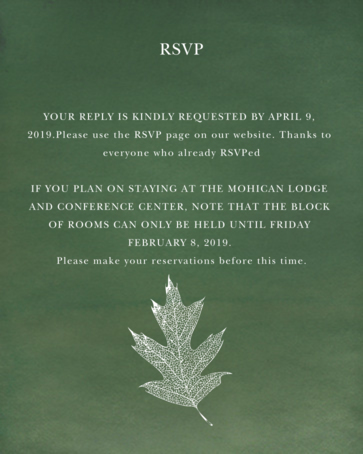 RSVP
YOUR REPLY IS KINDLY REQUESTED BY APRIL 9,
2019.Please use the RSVP page on our website. Thanks to
everyone who already RSVPed
IF YOU PLAN ON STAYING AT THE MOHICAN LODGE
AND CONFERENCE CENTER, NOTE THAT THE BLOCK
OF ROOMS CAN ONLY BE HELD UNTIL FRIDAY
FEBRUARY 8, 2019.
Please make your reservations before this time.